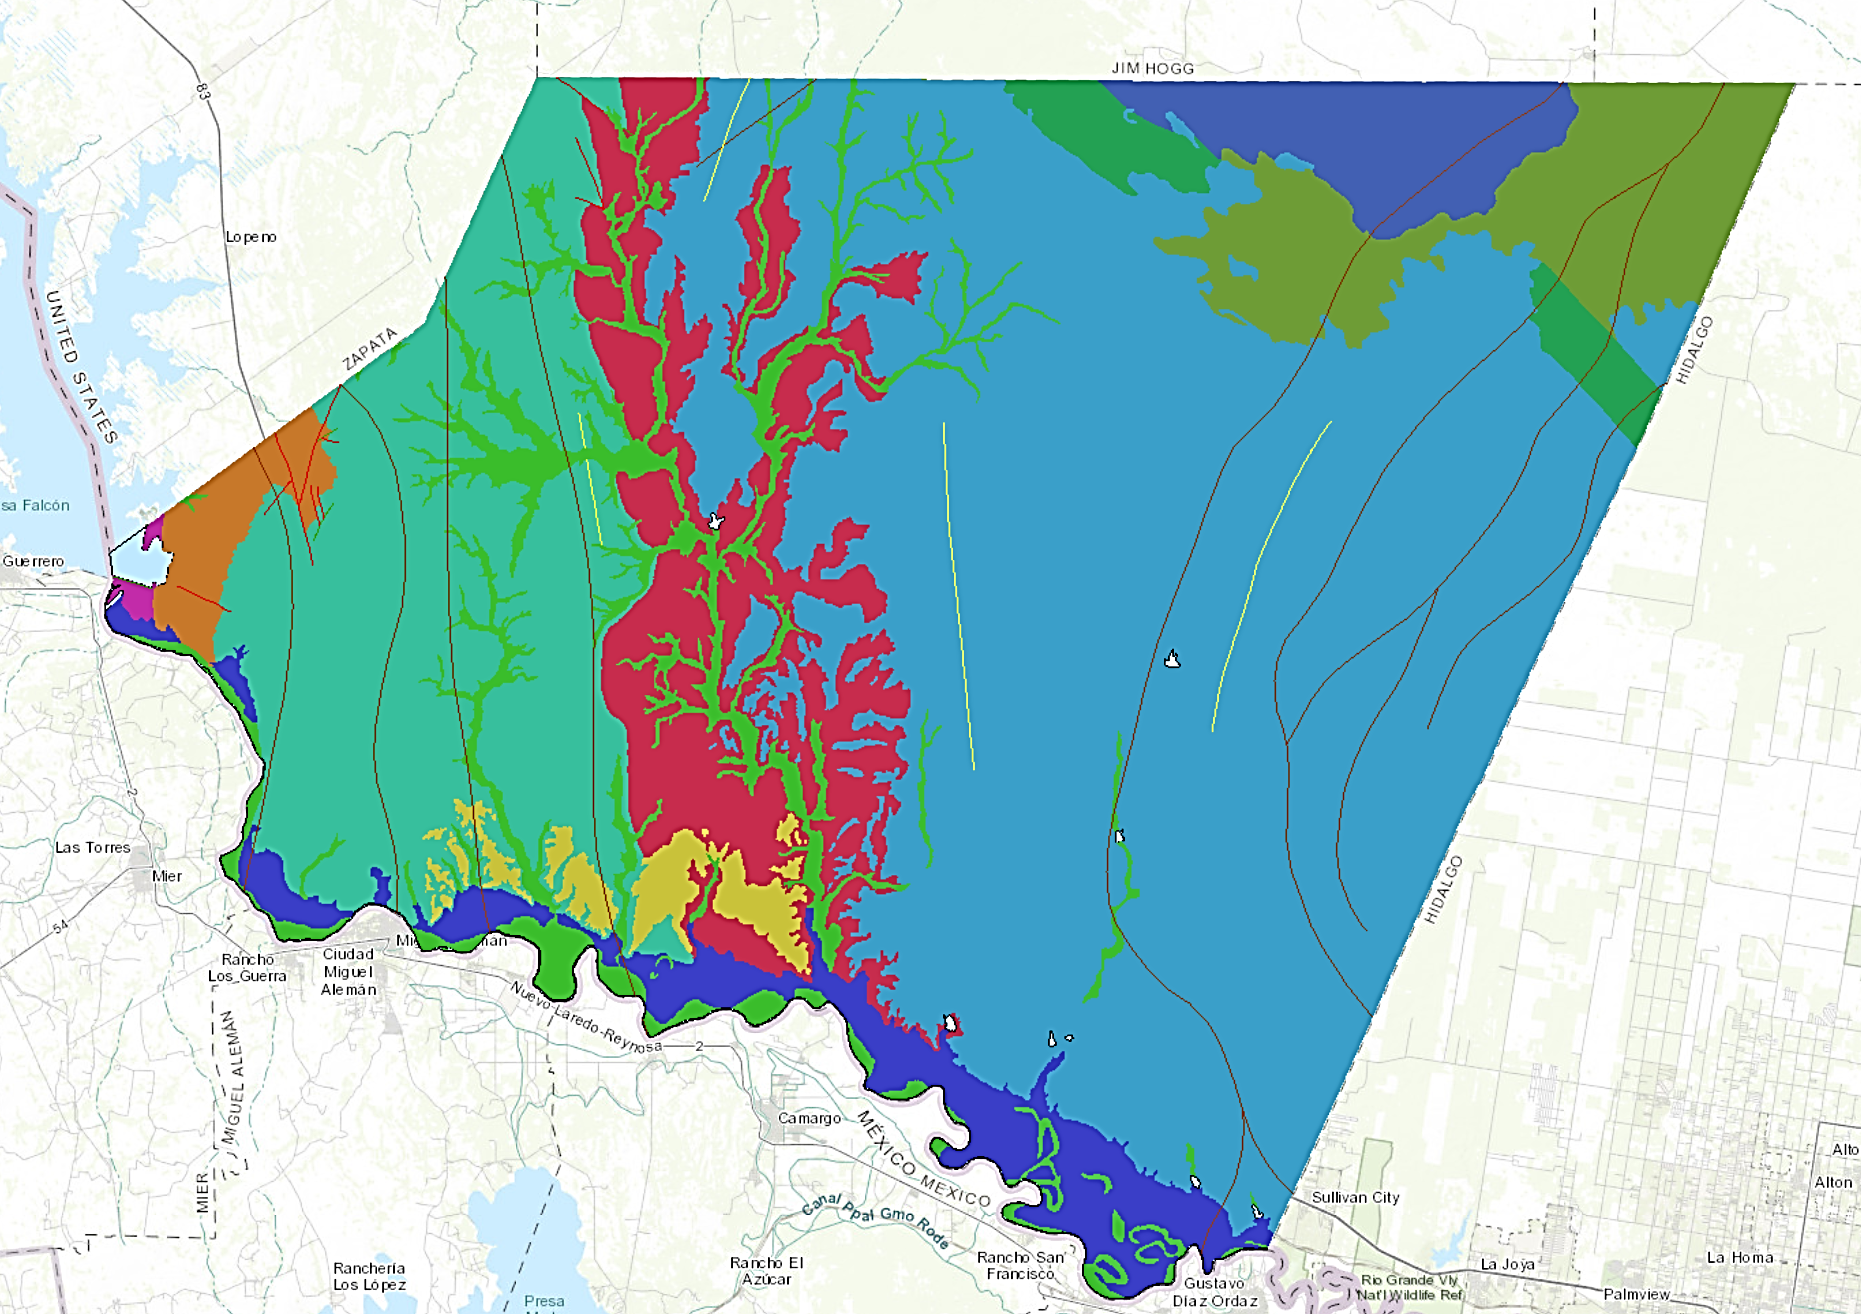 JIM HOGG
83
Lopeno
UNITED STATES
ZAPATA
HIDALGO
sa Falcón
Guerrero
2
Las Torres
Mier
54
Rancho
Los Guerra
Ciudad
Miguel
Alemán
Nuevo-Laredo-Reynosa
2
HIDALGO
MIGUEL ALEMÁN
MIER
Camargo
MÉXICO
MEXICO
Canal Ppal Gmo Rode
Rancho El
Azúcar
Rancho San
Francisco
Gustavo
Díaz Ordaz
Ranchería
Los López
Presa
Sullivan City
La Joya
Rio Grande Vly
Nat'l Wildlife Ref
Palmview
La Homa
Alto
Alton